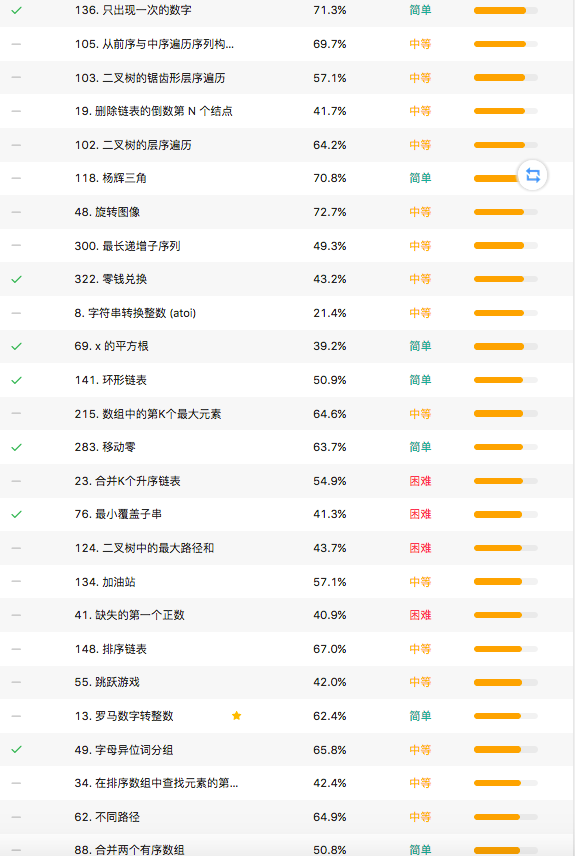 136. 只出现一次的数字 71.3% 简单
105. 从前序与中序遍历序列构... 69.7% 中等
103. 二叉树的锯齿形层序遍历 57.1% 中等
19. 删除链表的倒数第 N 个结点 41.7% 中等
102. 二叉树的层序遍历 64.2% 中等
118. 杨辉三角 70.8% 简单
48. 旋转图像 72.7% 中等
300. 最长递增子序列 49.3% 中等
322. 零钱兑换 43.2% 中等
8. 字符串转换整数 (atoi) 21.4% 中等
69. x 的平方根 39.2% 简单
141. 环形链表 50.9% 简单
215. 数组中的第K个最大元素 64.6% 中等
283. 移动零 63.7% 简单
23. 合并K个升序链表 54.9% 困难
76. 最小覆盖子串 41.3% 困难
124. 二叉树中的最大路径和 43.7% 困难
134. 加油站 57.1% 中等
41. 缺失的第一个正数 40.9% 困难
148. 排序链表 67.0% 中等
55. 跳跃游戏 42.0% 中等
13. 罗马数字转整数 62.4% 简单
49. 字母异位词分组 65.8% 中等
34. 在排序数组中查找元素的第... 42.4% 中等
62. 不同路径 64.9% 中等
88. 合并两个有序数组 50.8% 简单